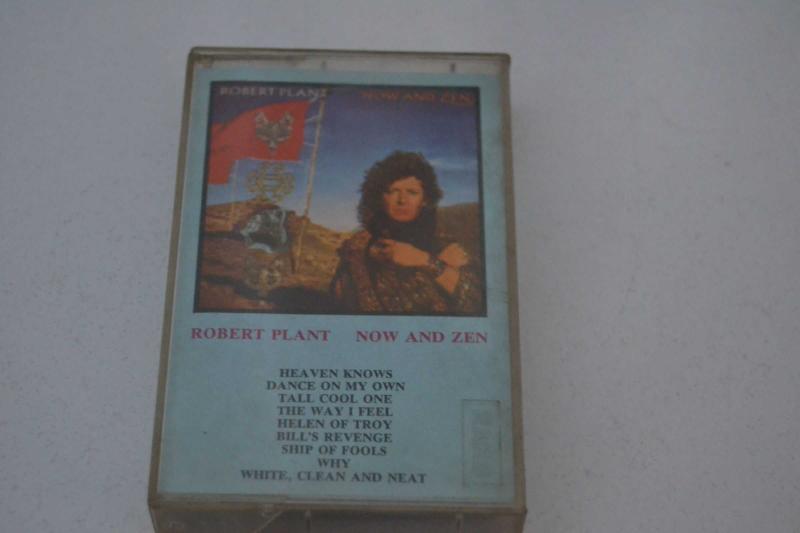 ROBERT PLANT NOW AND ZEN
ROBERT PLANT NOW AND ZEN
HEAVEN KNOWS
DANCE ON MY OWN
TALL COOL ONE
THE WAY I FEEL
HELEN OF TROY
BILL'S REVENGE
SHIP OF FOOLS
WHY
WHITE, CLEAN AND NEAT